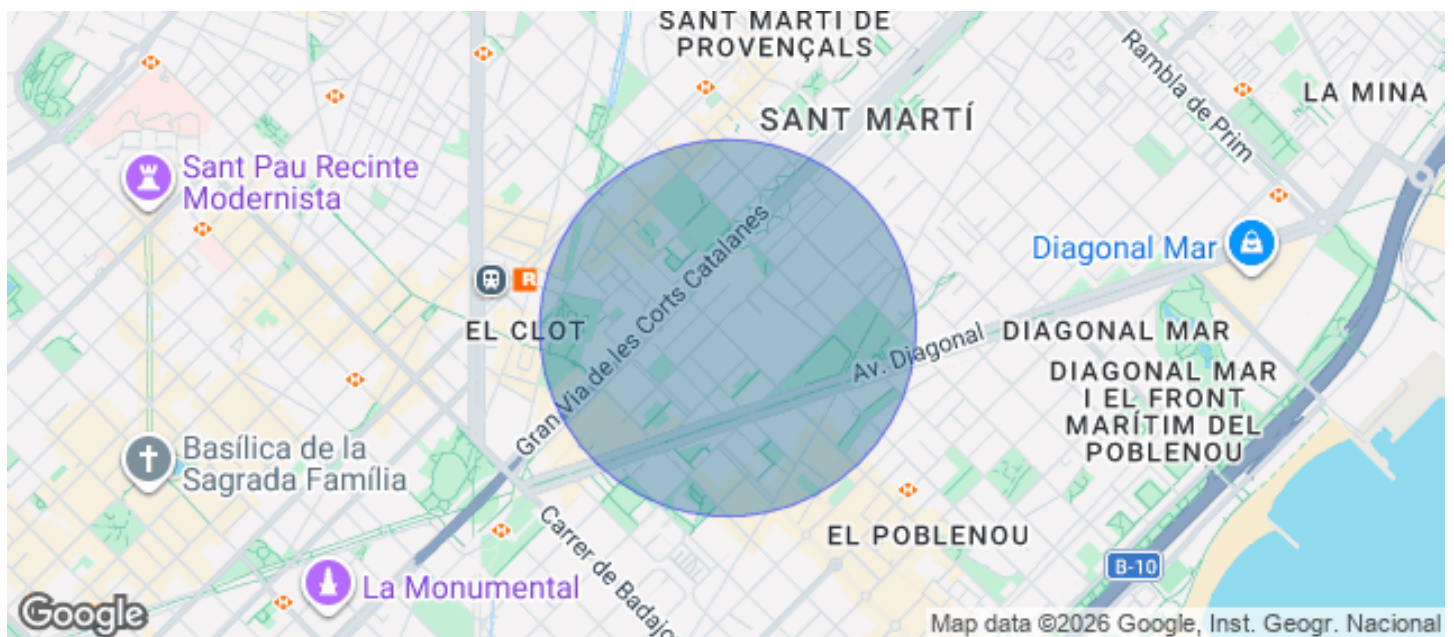 SANT MARTÍ DE
PROVENÇALS
Rambla de Prim
LA MINA
SANT MARTÍ
Sant Pau Recinte
Modernista
Gran Via de les Corts Catalanes
Diagonal Mar
R
EL CLOT
Av. Diagonal
DIAGONAL MAR
DIAGONAL MAR
I EL FRONT
MARÍTIM DEL
POBLENOU
Basílica de la
Sagrada Família
EL POBLENOU
Carrer de Badajo
B-10
La Monumental
Google
Map data ©2026 Google, Inst. Geogr. Nacional